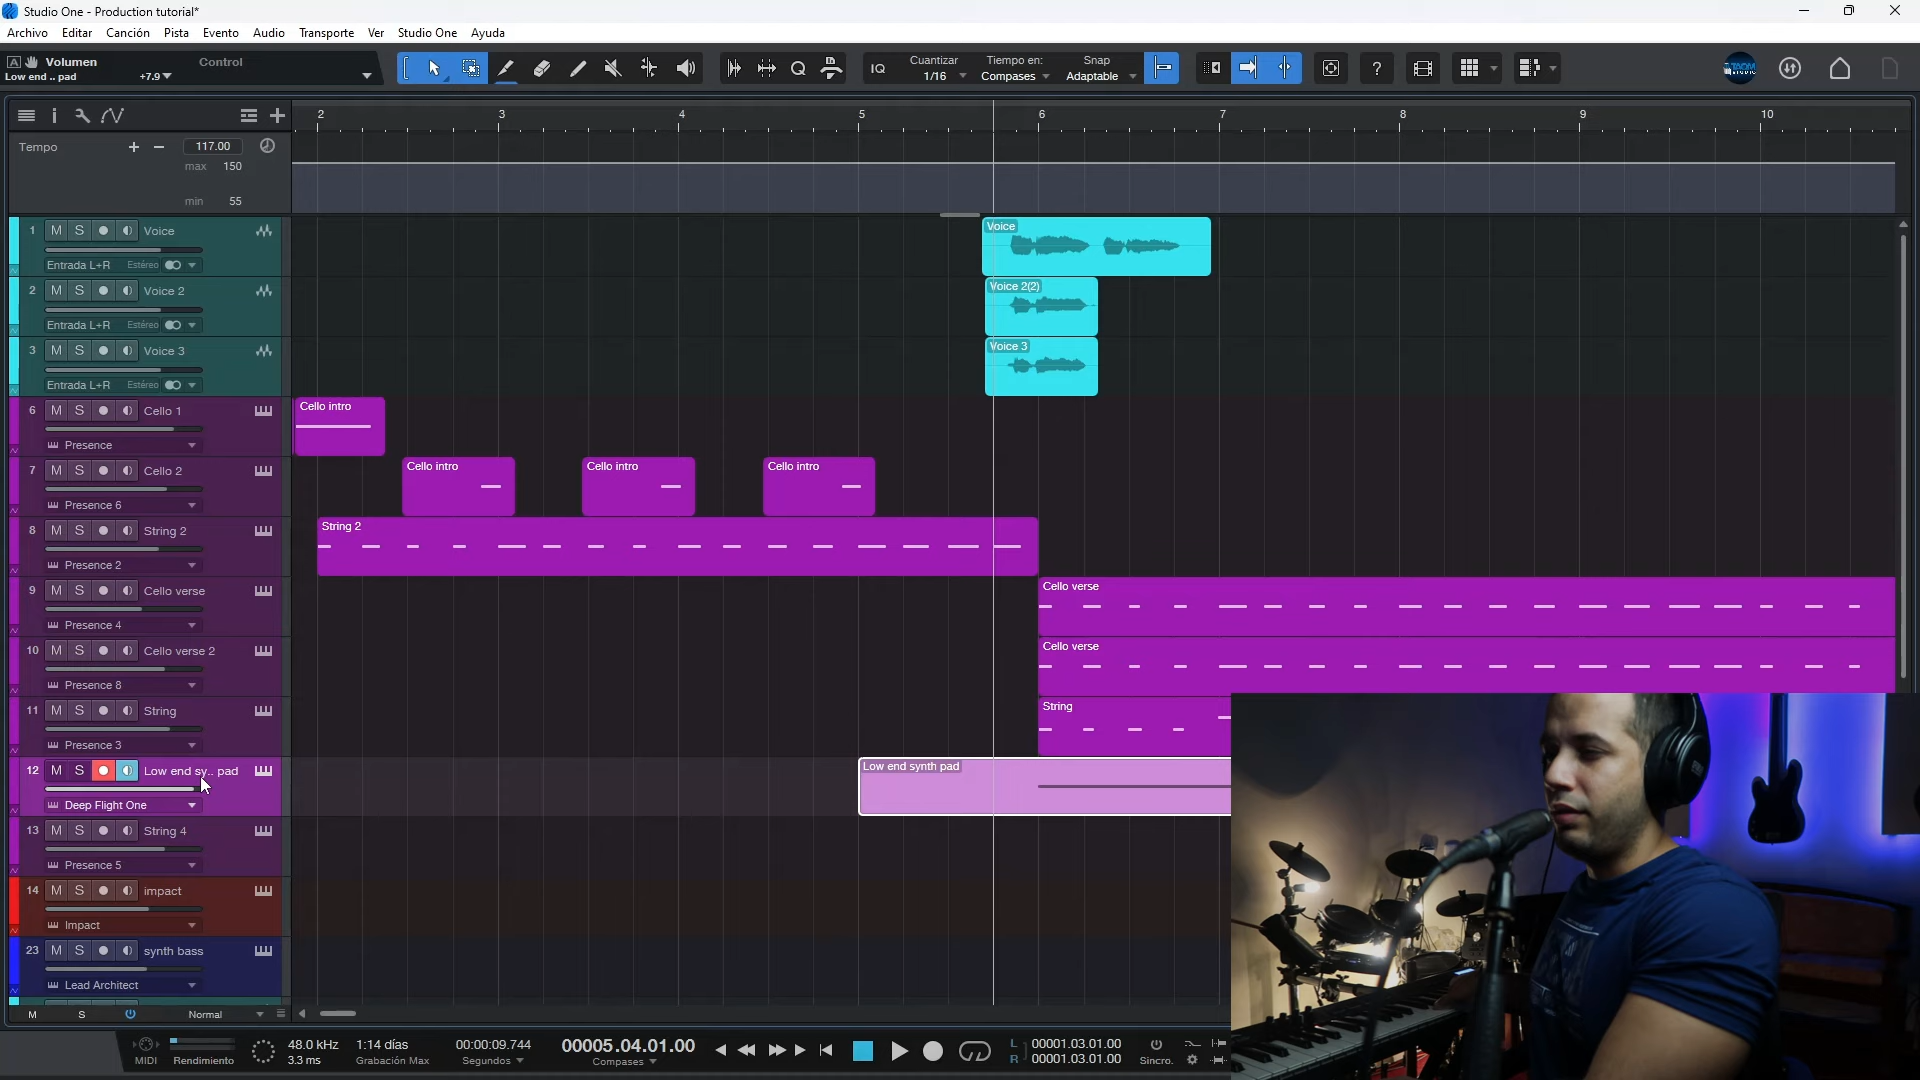 Studio One - Production tutorial*
Archivo Editar Canción Pista Evento Audio Transporte Ver Studio One Ayuda
A Volumen Control
Low end .. pad +7.9
IQ Cuantizar 1/16 Tiempo en: Compases Snap Adaptable ?
2 3 4 5 6 7 8 9 10
Tempo + − 117.00
max 150
min 55
1 M S Voice
Entrada L+R Estéreo
2 M S Voice 2
Entrada L+R Estéreo
3 M S Voice 3
Entrada L+R Estéreo
6 M S Cello 1
Presence
7 M S Cello 2
Presence 6
8 M S String 2
Presence 2
9 M S Cello verse
Presence 4
10 M S Cello verse 2
Presence 8
11 M S String
Presence 3
12 M S Low end sy.. pad
Deep Flight One
13 M S String 4
Presence 5
14 M S impact
Impact
23 M S synth bass
Lead Architect
M S Normal
Voice
Voice 2(2)
Voice 3
Cello intro
Cello intro Cello intro Cello intro
String 2
Cello verse
Cello verse
String
Low end synth pad
MIDI Rendimiento
48.0 kHz
3.3 ms
1:14 días
Grabación Max
00:00:09.744
Segundos
00005.04.01.00
Compases
L 00001.03.01.00
R 00001.03.01.00
Sincro.